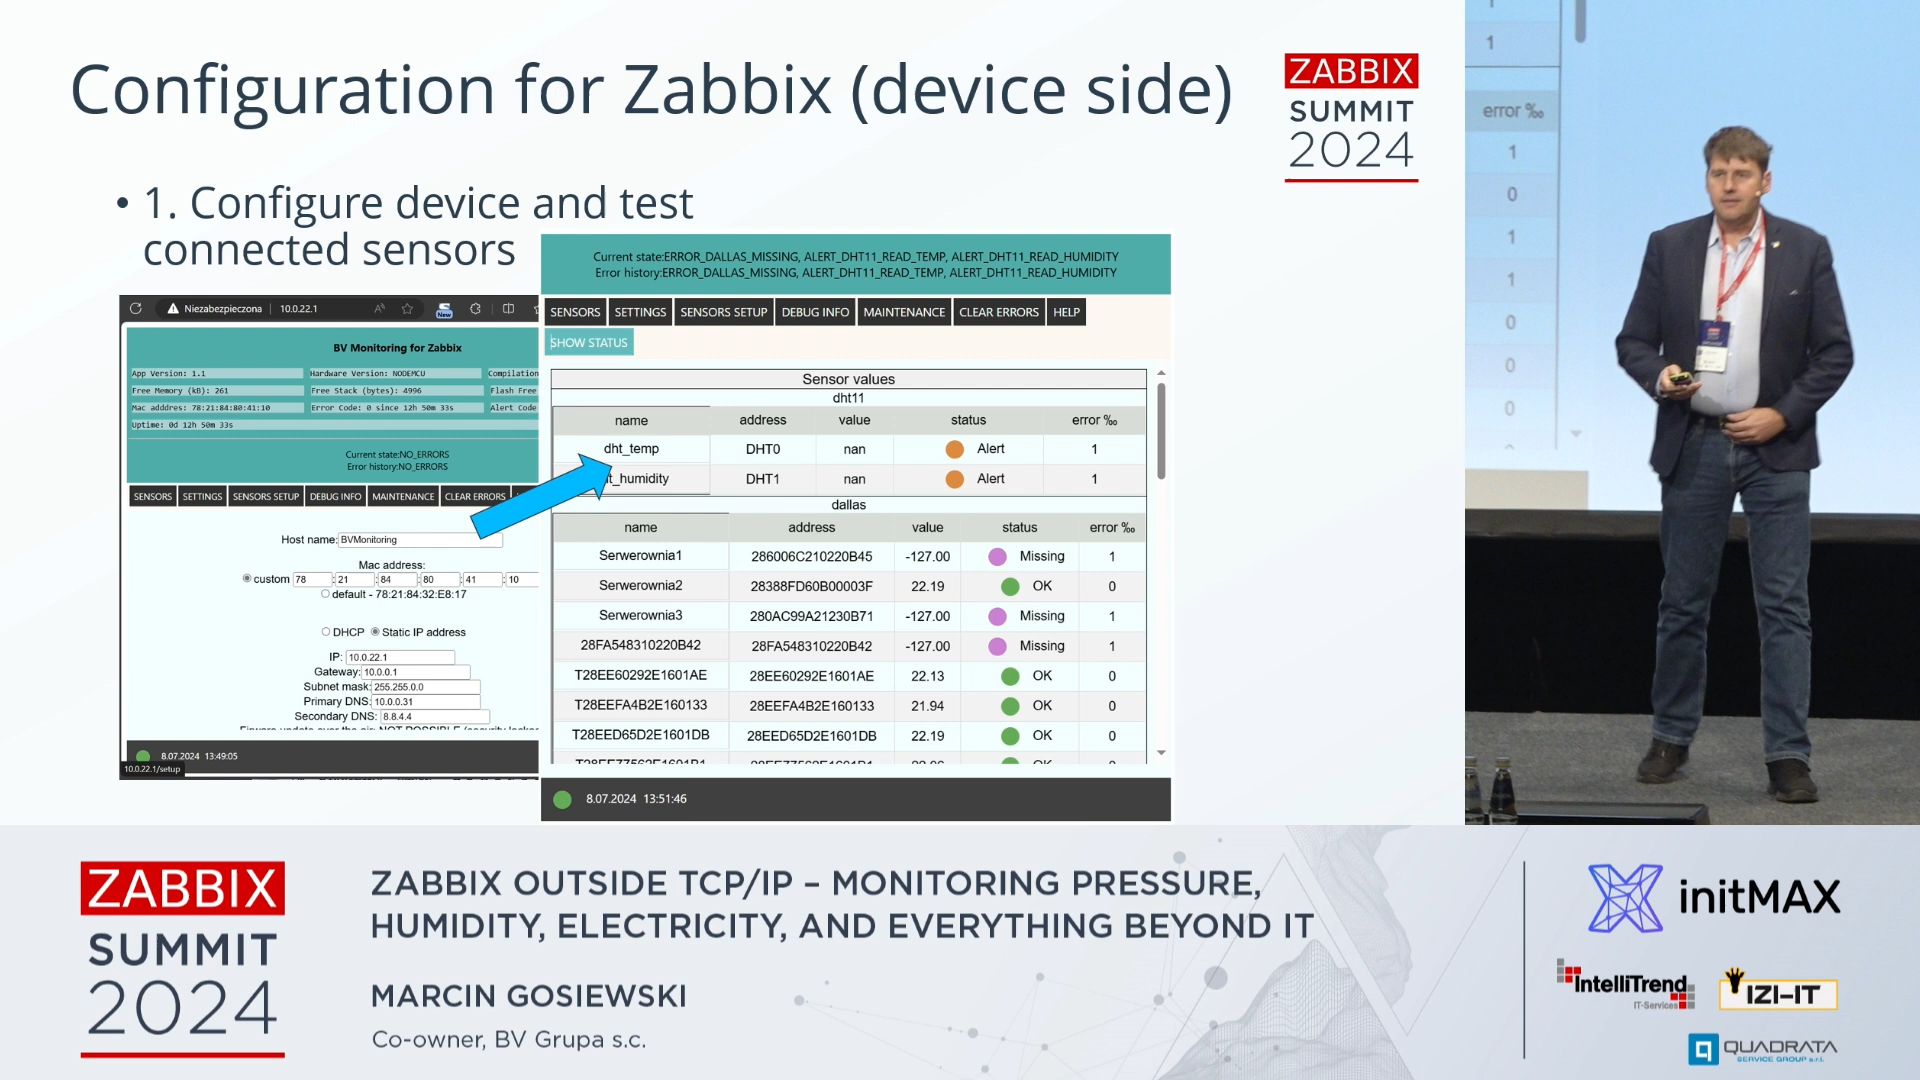 Configuration for Zabbix (device side)
ZABBIX
SUMMIT
2024
• 1. Configure device and test
connected sensors
Niezabezpieczona | 10.0.22.1
New
BV Monitoring for Zabbix
App Version: 1.1 Hardware Version: NODEMCU Compilation
Free Memory (kB): 261 Free Stack (bytes): 4996 Flash Free
Mac adddres: 78:21:84:80:41:10 Error Code: 0 since 12h 50m 33s Alert Code
Uptime: 0d 12h 50m 33s
Current state:NO_ERRORS
Error history:NO_ERRORS
SENSORS SETTINGS SENSORS SETUP DEBUG INFO MAINTENANCE CLEAR ERRORS
Host name: BVMonitoring
Mac address:
custom 78 : 21 : 84 : 80 : 41 : 10
default - 78:21:84:32:E8:17
DHCP Static IP address
IP: 10.0.22.1
Gateway: 10.0.0.1
Subnet mask: 255.255.0.0
Primary DNS: 10.0.0.31
Secondary DNS: 8.8.4.4
8.07.2024 13:49:05
10.0.22.1/setup
Current state:ERROR_DALLAS_MISSING, ALERT_DHT11_READ_TEMP, ALERT_DHT11_READ_HUMIDITY
Error history:ERROR_DALLAS_MISSING, ALERT_DHT11_READ_TEMP, ALERT_DHT11_READ_HUMIDITY
SENSORS SETTINGS SENSORS SETUP DEBUG INFO MAINTENANCE CLEAR ERRORS HELP
SHOW STATUS
Sensor values
dht11
name address value status error ‰
dht_temp DHT0 nan Alert 1
t_humidity DHT1 nan Alert 1
dallas
name address value status error ‰
Serwerownia1 286006C210220B45 -127.00 Missing 1
Serwerownia2 28388FD60B00003F 22.19 OK 0
Serwerownia3 280AC99A21230B71 -127.00 Missing 1
28FA548310220B42 28FA548310220B42 -127.00 Missing 1
T28EE60292E1601AE 28EE60292E1601AE 22.13 OK 0
T28EEFA4B2E160133 28EEFA4B2E160133 21.94 OK 0
T28EED65D2E1601DB 28EED65D2E1601DB 22.19 OK 0
8.07.2024 13:51:46
1
error ‰
1
0
1
1
0
0
0
ZABBIX
SUMMIT
2024
ZABBIX OUTSIDE TCP/IP – MONITORING PRESSURE,
HUMIDITY, ELECTRICITY, AND EVERYTHING BEYOND IT
MARCIN GOSIEWSKI
Co-owner, BV Grupa s.c.
initMAX
IntelliTrend
IT-Services
IZI-IT
QUADRATA
SERVICE GROUP s.r.l.